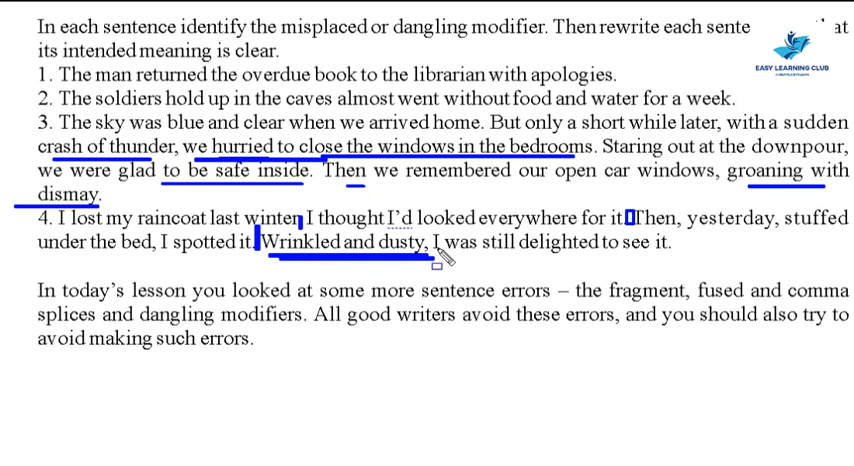 In each sentence identify the misplaced or dangling modifier. Then rewrite each sente at
its intended meaning is clear.
1. The man returned the overdue book to the librarian with apologies.
2. The soldiers hold up in the caves almost went without food and water for a week.
3. The sky was blue and clear when we arrived home. But only a short while later, with a sudden
crash of thunder, we hurried to close the windows in the bedrooms. Staring out at the downpour,
we were glad to be safe inside. Then we remembered our open car windows, groaning with
dismay.
4. I lost my raincoat last winter, I thought I'd looked everywhere for it. Then, yesterday, stuffed
under the bed, I spotted it. Wrinkled and dusty, I was still delighted to see it.
In today's lesson you looked at some more sentence errors – the fragment, fused and comma
splices and dangling modifiers. All good writers avoid these errors, and you should also try to
avoid making such errors.
EASY LEARNING CLUB